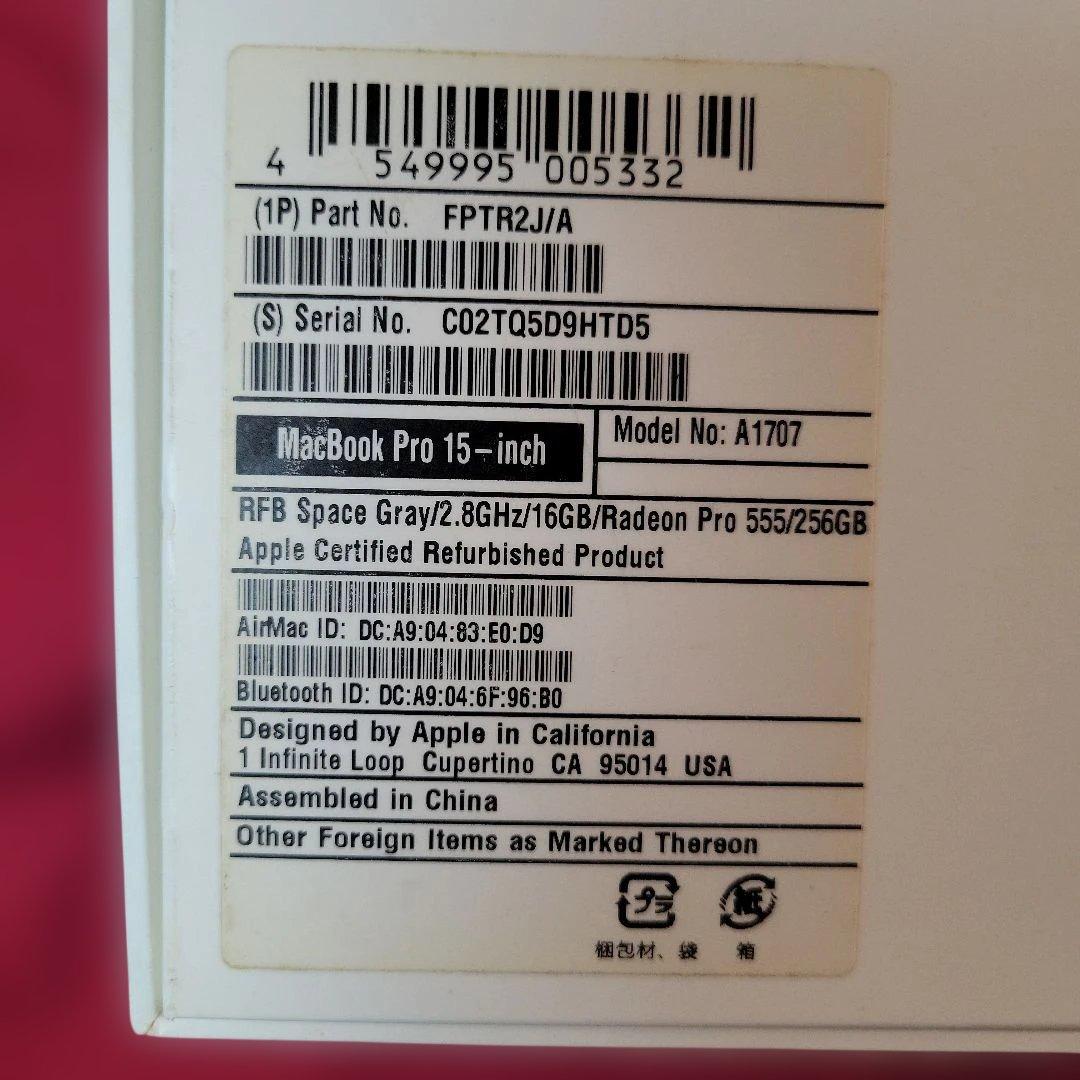 4 549995 005332
(1P) Part No. FPTR2J/A
(S) Serial No. C02TQ5D9HTD5
MacBook Pro 15-inch
Model No: A1707
RFB Space Gray/2.8GHz/16GB/Radeon Pro 555/256GB
Apple Certified Refurbished Product
AirMac ID: DC:A9:04:83:E0:D9
Bluetooth ID: DC:A9:04:6F:96:B0
Designed by Apple in California
1 Infinite Loop Cupertino CA 95014 USA
Assembled in China
Other Foreign Items as Marked Thereon
プラ 紙
梱包材、袋 箱